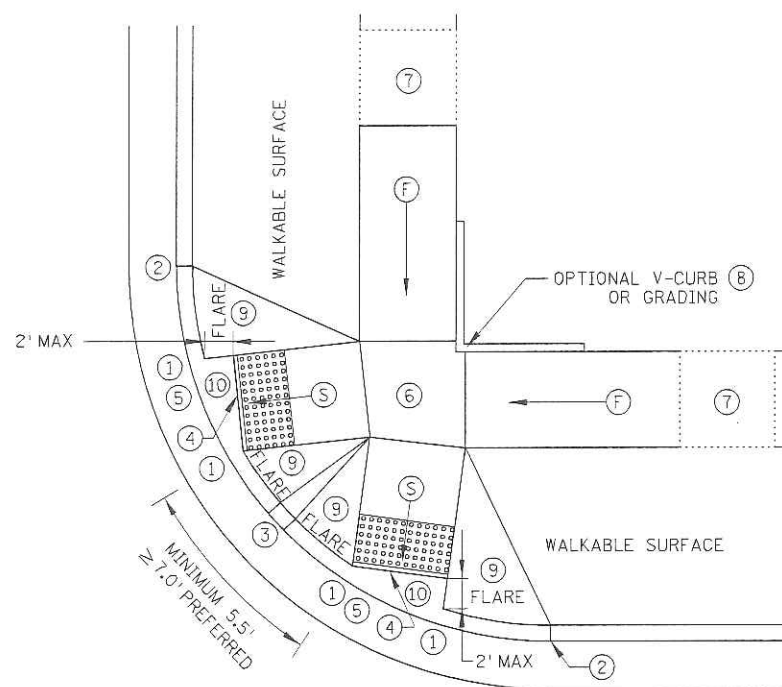 7
WALKABLE SURFACE
F
2
OPTIONAL V-CURB 8
OR GRADING
FLARE
9
2' MAX
1
10
S
6
F
7
5
4
9
1
FLARE
9
S
3
FLARE
WALKABLE SURFACE
9
FLARE
10
1
5
4
1
MINIMUM 5.5'
≥ 7.0' PREFERRED
2' MAX
2